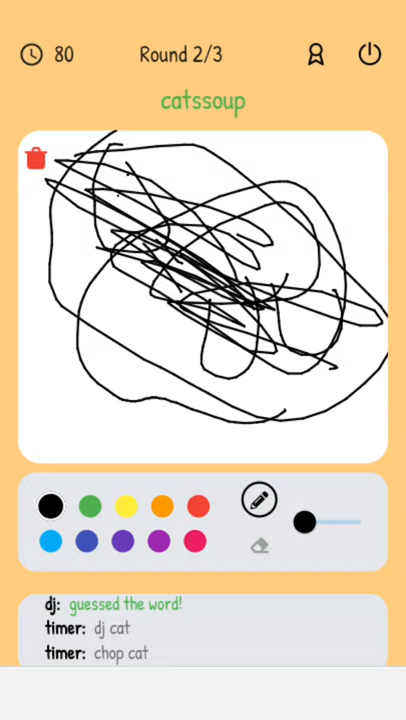 80 Round 2/3
catssoup
dj: guessed the word!
timer: dj cat
timer: chop cat